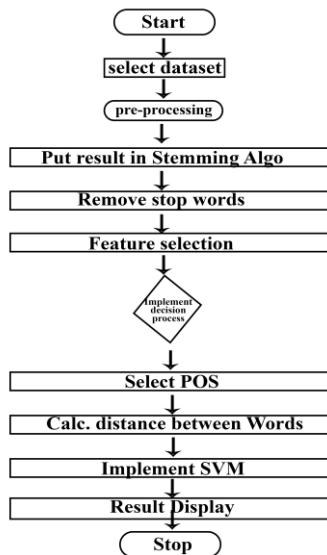 Start
select dataset
pre-processing
Put result in Stemming Algo
Remove stop words
Feature selection
Implement
decision
process
Select POS
Calc. distance between Words
Implement SVM
Result Display
Stop